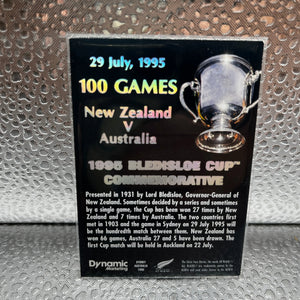 29 July, 1995
100 GAMES
New Zealand
V
Australia
1995 BLEDISLOE CUP™
COMMEMORATIVE
Presented in 1931 by Lord Bledisloe, Governor-General of
New Zealand. Sometimes decided by a series and sometimes
by a single game, the Cup has been won 27 times by New
Zealand and 7 times by Australia. The two countries first
met in 1903 and the game in Sydney on 29 July 1995 will
be the hundredth match between them. New Zealand has
won 66 games, Australia 27 and 5 have been drawn. The
first Cup match will be held in Auckland on 22 July.
Dynamic
Marketing